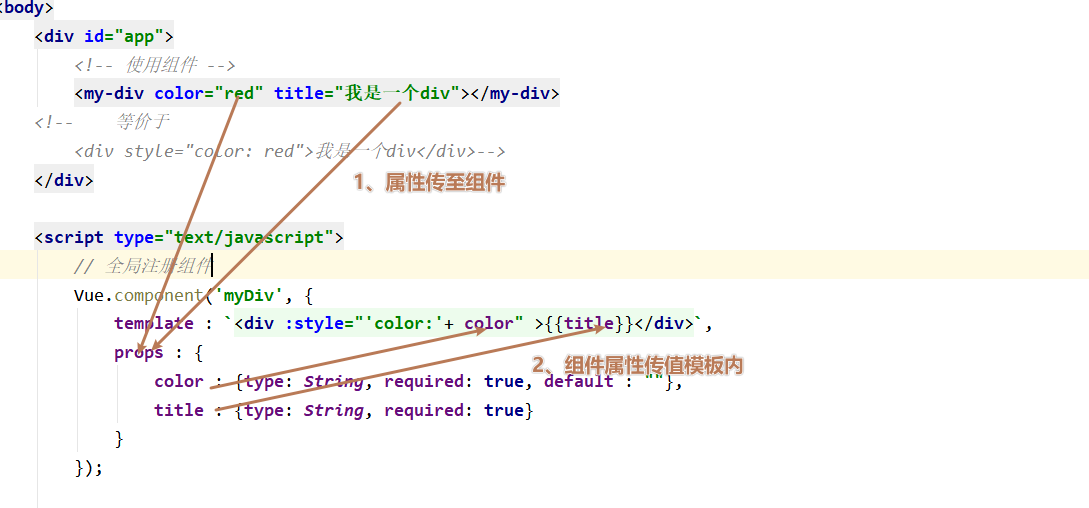 <body>
<div id="app">
<!-- 使用组件 -->
<my-div color="red" title="我是一个div"></my-div>
<!-- 等价于
<div style="color: red">我是一个div</div>-->
1、属性传至组件
</div>
<script type="text/javascript">
// 全局注册组件
Vue.component('myDiv', {
template : `<div :style="'color:'+ color" >{{title}}</div>`,
props : {
2、组件属性传值模板内
color : {type: String, required: true, default : ""},
title : {type: String, required: true}
}
});